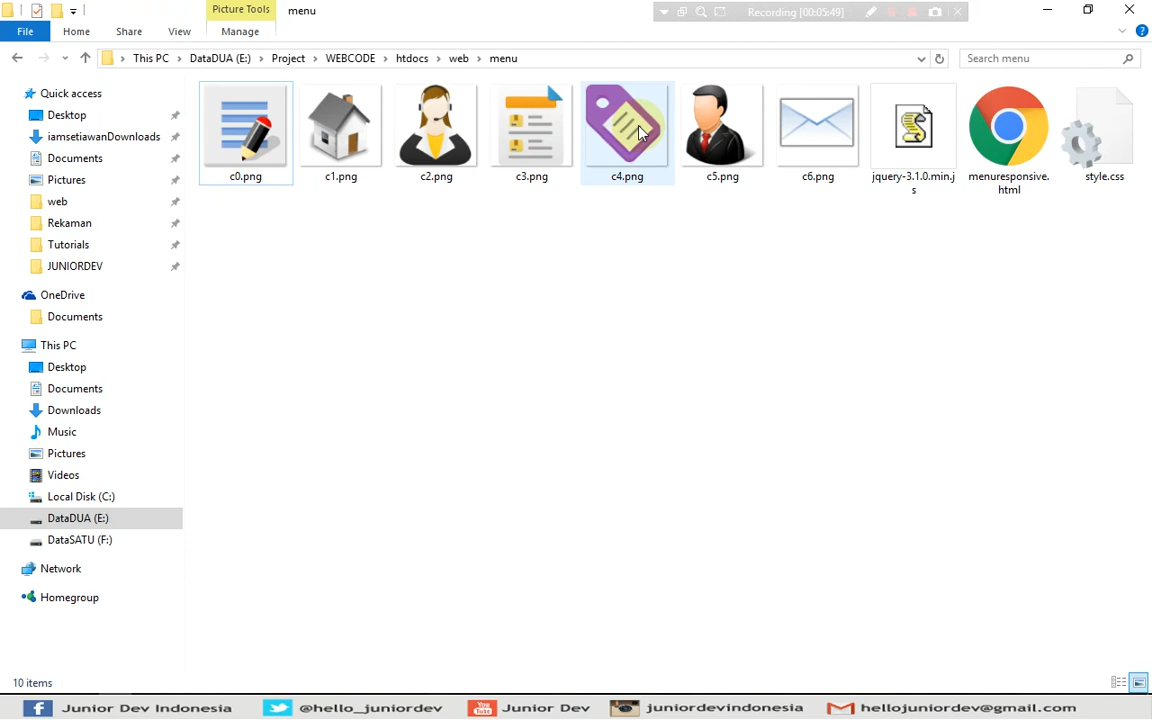 Picture Tools
menu
Recording [00:05:49]
File
Home
Share
View
Manage
This PC
DataDUA (E:)
Project
WEBCODE
htdocs
web
menu
Search menu
Quick access
Desktop
iamsetiawanDownloads
Documents
Pictures
web
Rekaman
Tutorials
JUNIORDEV
OneDrive
Documents
This PC
Desktop
Documents
Downloads
Music
Pictures
Videos
Local Disk (C:)
DataDUA (E:)
DataSATU (F:)
Network
Homegroup
c0.png
c1.png
c2.png
c3.png
c4.png
c5.png
c6.png
jquery-3.1.0.min.j
s
menuresponsive.
html
style.css
10 items
Junior Dev Indonesia
@hello_juniordev
You Tube
Junior Dev
juniordevindonesia
hellojuniordev@gmail.com